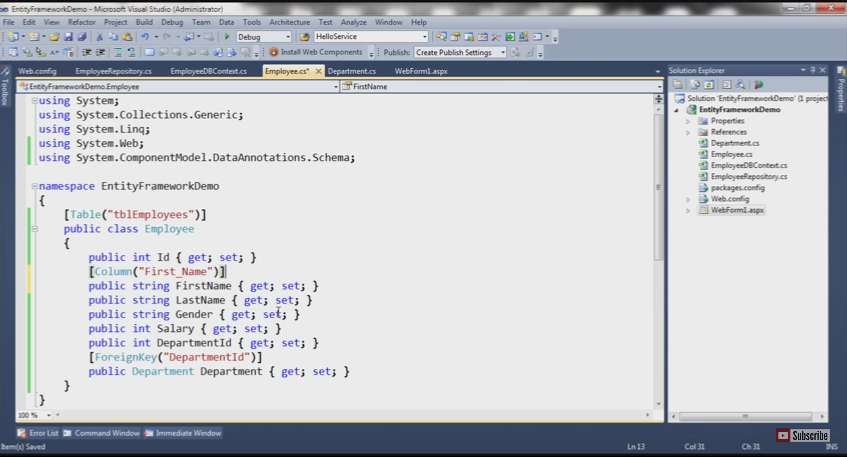 EntityFrameworkDemo - Microsoft Visual Studio (Administrator)
File Edit View Refactor Project Build Debug Team Data Tools Architecture Test Analyze Window Help
Debug HelloService
Install Web Components Publish: Create Publish Settings
Web.config EmployeeRepository.cs EmployeeDBContext.cs Employee.cs* Department.cs WebForm1.aspx
EntityFrameworkDemo.Employee FirstName
using System;
using System.Collections.Generic;
using System.Linq;
using System.Web;
using System.ComponentModel.DataAnnotations.Schema;
namespace EntityFrameworkDemo
{
[Table("tblEmployees")]
public class Employee
{
public int Id { get; set; }
[Column("First_Name")]
public string FirstName { get; set; }
public string LastName { get; set; }
public string Gender { get; set; }
public int Salary { get; set; }
public int DepartmentId { get; set; }
[ForeignKey("DepartmentId")]
public Department Department { get; set; }
}
}
100 %
Toolbox
Solution Explorer
Solution 'EntityFrameworkDemo' (1 project
EntityFrameworkDemo
Properties
References
Department.cs
Employee.cs
EmployeeDBContext.cs
EmployeeRepository.cs
packages.config
Web.config
WebForm1.aspx
Properties
Error List Command Window Immediate Window
Subscribe
Item(s) Saved Ln 13 Col 31 Ch 31 INS